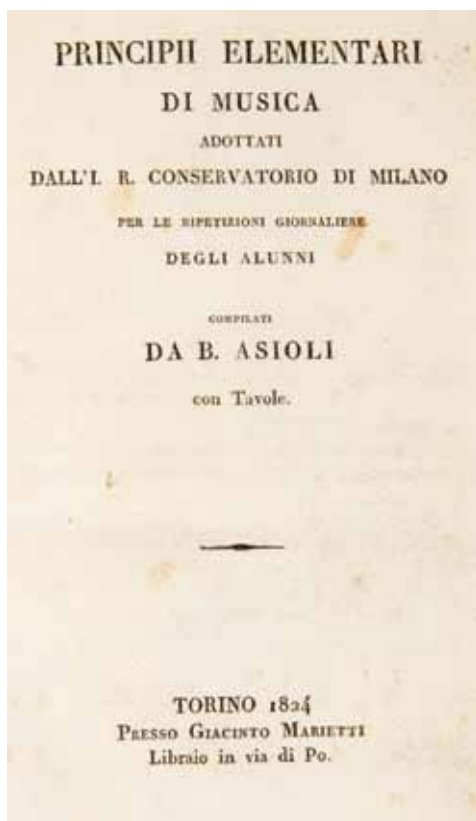 PRINCIPII ELEMENTARI
DI MUSICA
ADOTTATI
DALL'I. R. CONSERVATORIO DI MILANO
PER LE RIPETIZIONI GIORNALIERE
DEGLI ALUNNI
COMPILATI
DA B. ASIOLI
con Tavole.
TORINO 1824
PRESSO GIACINTO MARIETTI
Libraio in via di Po.